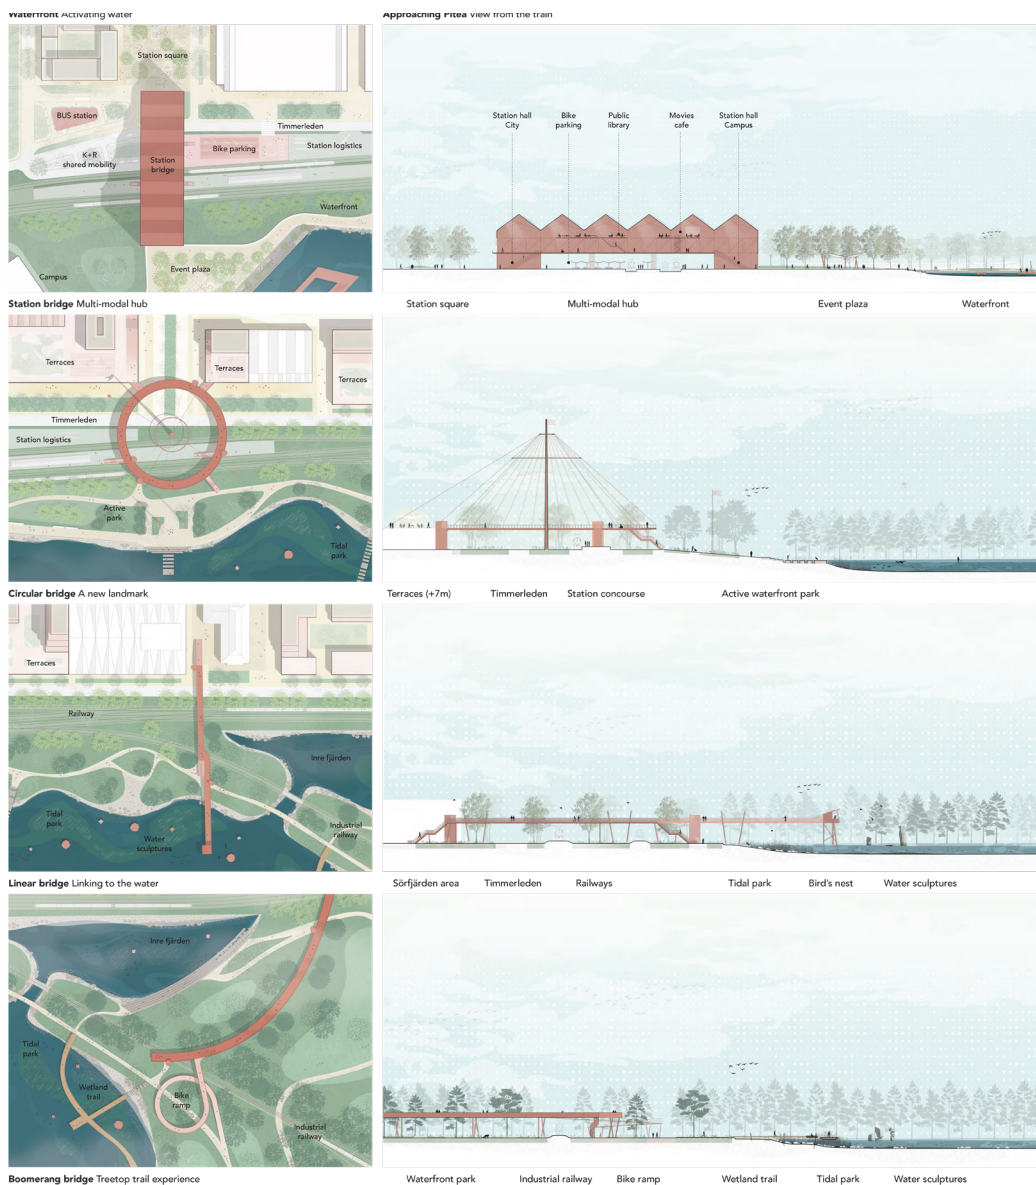 Waterfront Activating water
Approaching Piteå View from the train
Station square
BUS station
Timmerleden
Bike parking
Station logistics
K+R
shared mobility
Station
bridge
Waterfront
Campus
Event plaza
Station hall
City
Bike
parking
Public
library
Movies
cafe
Station hall
Campus
Station bridge Multi-modal hub
Station square
Multi-modal hub
Event plaza
Waterfront
Terraces
Terraces
Terraces
Timmerleden
Station logistics
Active
park
Tidal
park
Circular bridge A new landmark
Terraces (+7m)
Timmerleden
Station concourse
Active waterfront park
Terraces
Railway
Inre fjärden
Tidal
park
Water
sculptures
Industrial
railway
Linear bridge Linking to the water
Sörfjärden area
Timmerleden
Railways
Tidal park
Bird's nest
Water sculptures
Inre fjärden
Tidal
park
Wetland
trail
Bike
ramp
Industrial
railway
Boomerang bridge Treetop trail experience
Waterfront park
Industrial railway
Bike ramp
Wetland trail
Tidal park
Water sculptures